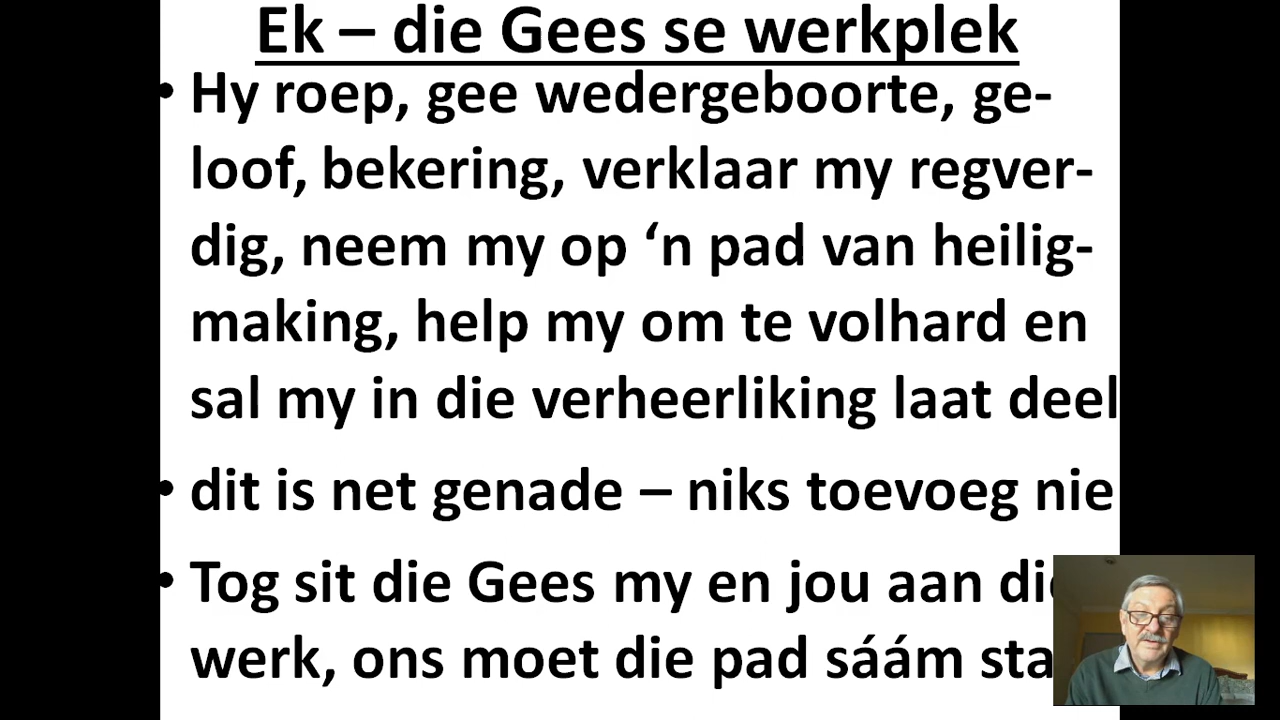 Ek – die Gees se werkplek
• Hy roep, gee wedergeboorte, ge-
loof, bekering, verklaar my regver-
dig, neem my op ‘n pad van heilig-
making, help my om te volhard en
sal my in die verheerliking laat deel
• dit is net genade – niks toevoeg nie
• Tog sit die Gees my en jou aan
werk, ons moet die pad sáám